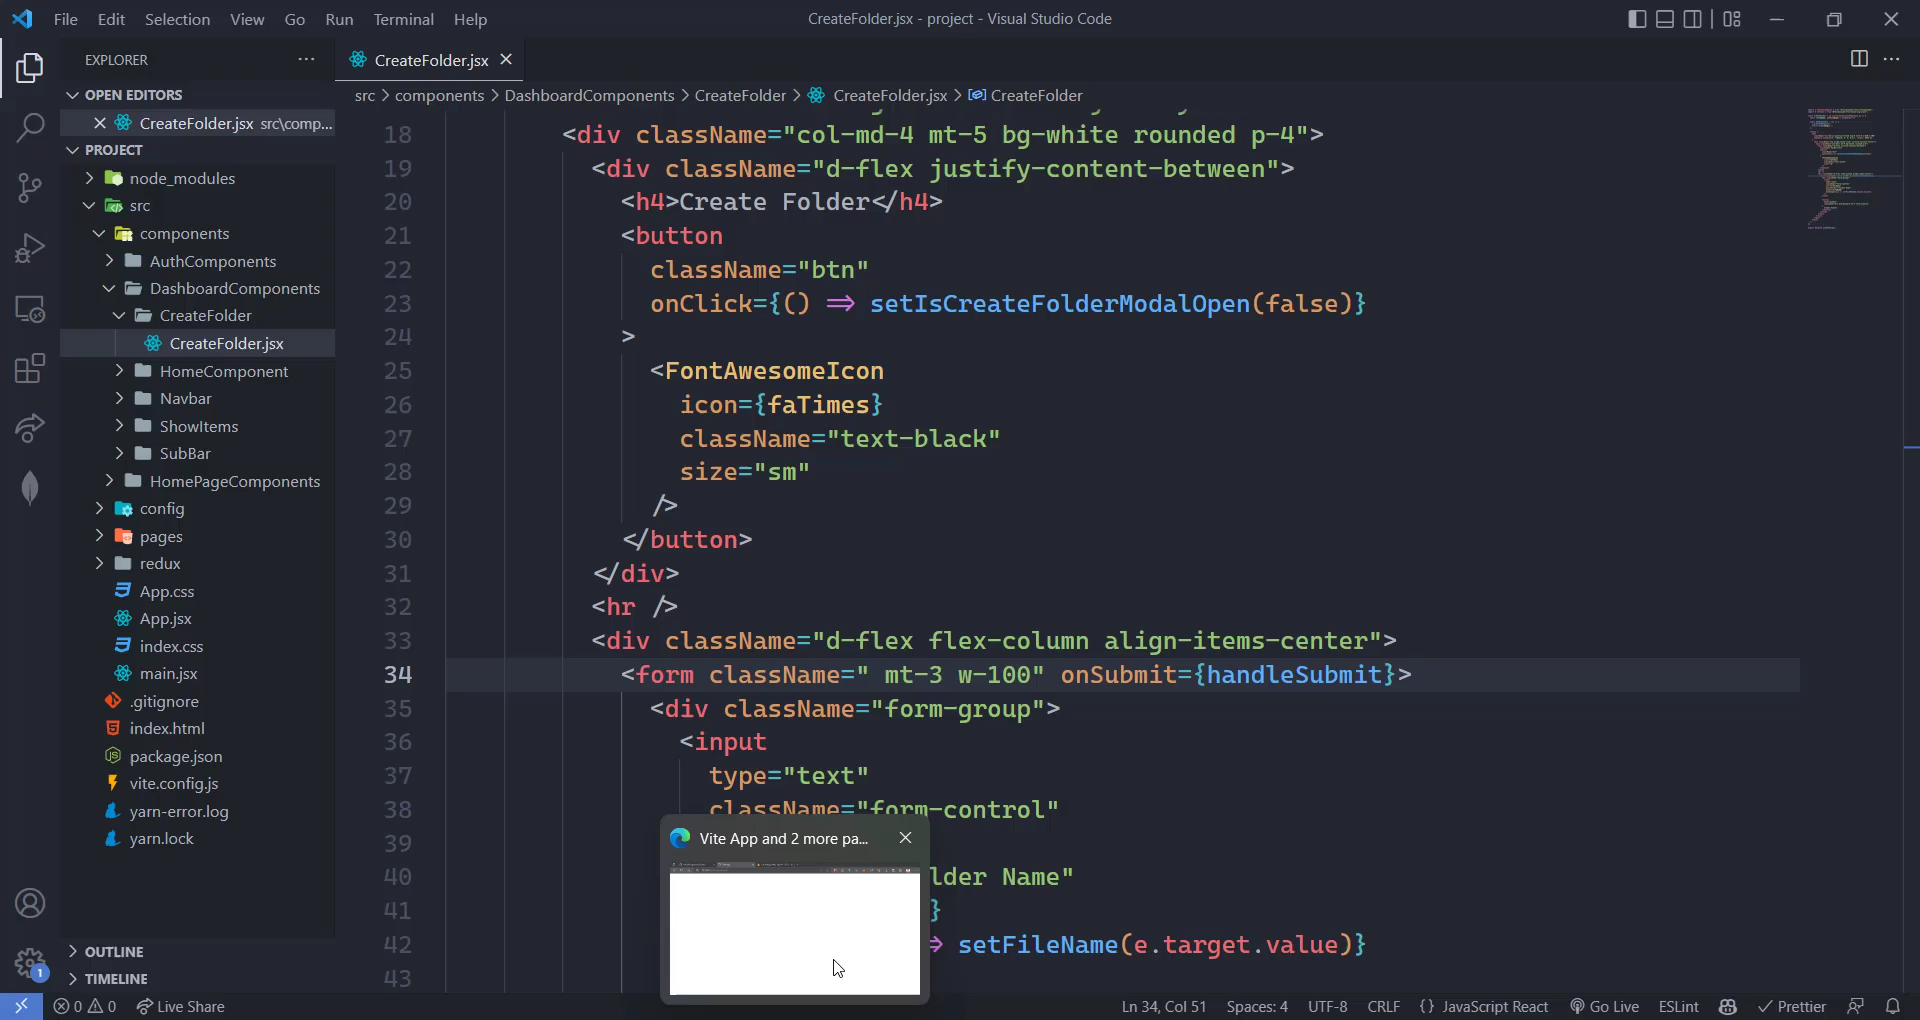 File Edit Selection View Go Run Terminal Help
CreateFolder.jsx - project - Visual Studio Code
EXPLORER
OPEN EDITORS
CreateFolder.jsx src\comp...
PROJECT
node_modules
src
components
AuthComponents
DashboardComponents
CreateFolder
CreateFolder.jsx
HomeComponent
Navbar
ShowItems
SubBar
HomePageComponents
config
pages
redux
App.css
App.jsx
index.css
main.jsx
.gitignore
index.html
package.json
vite.config.js
yarn-error.log
yarn.lock
OUTLINE
TIMELINE
CreateFolder.jsx
src > components > DashboardComponents > CreateFolder > CreateFolder.jsx > CreateFolder
18 <div className="col-md-4 mt-5 bg-white rounded p-4">
19 <div className="d-flex justify-content-between">
20 <h4>Create Folder</h4>
21 <button
22 className="btn"
23 onClick={() => setIsCreateFolderModalOpen(false)}
24 >
25 <FontAwesomeIcon
26 icon={faTimes}
27 className="text-black"
28 size="sm"
29 />
30 </button>
31 </div>
32 <hr />
33 <div className="d-flex flex-column align-items-center">
34 <form className=" mt-3 w-100" onSubmit={handleSubmit}>
35 <div className="form-group">
36 <input
37 type="text"
38 className="form-control"
39
40 lder Name"
41 }
42 => setFileName(e.target.value)}
43
Vite App and 2 more pa...
1
0 0 Live Share
Ln 34, Col 51 Spaces: 4 UTF-8 CRLF {} JavaScript React Go Live ESLint Prettier